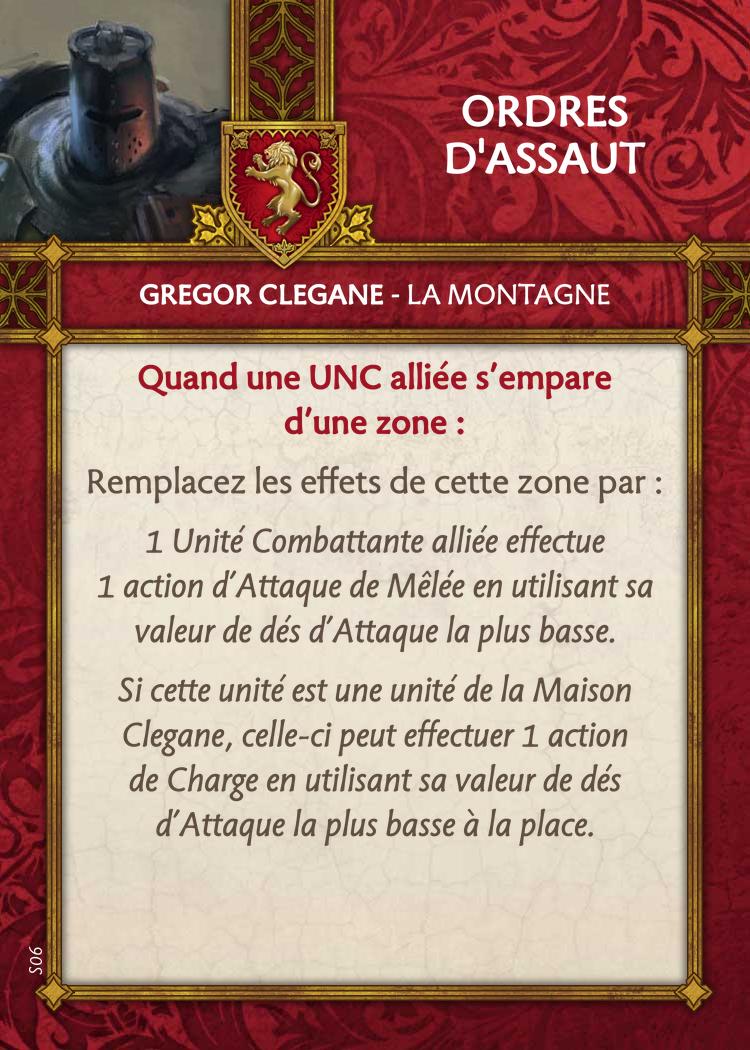 ORDRES
D'ASSAUT
GREGOR CLEGANE - LA MONTAGNE
Quand une UNC alliée s’empare
d’une zone :
Remplacez les effets de cette zone par :
1 Unité Combattante alliée effectue
1 action d’Attaque de Mêlée en utilisant sa
valeur de dés d’Attaque la plus basse.
Si cette unité est une unité de la Maison
Clegane, celle-ci peut effectuer 1 action
de Charge en utilisant sa valeur de dés
d’Attaque la plus basse à la place.
S06